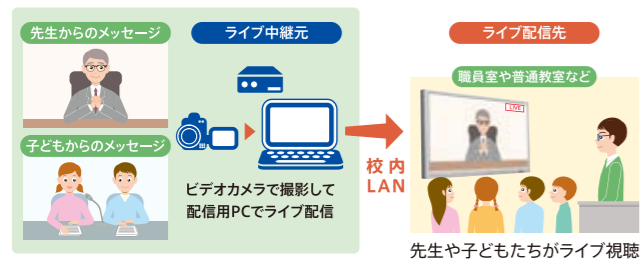 先生からのメッセージ
子どもからのメッセージ
ライブ中継元
ビデオカメラで撮影して
配信用PCでライブ配信
校内
LAN
ライブ配信先
職員室や普通教室など
LIVE
先生や子どもたちがライブ視聴